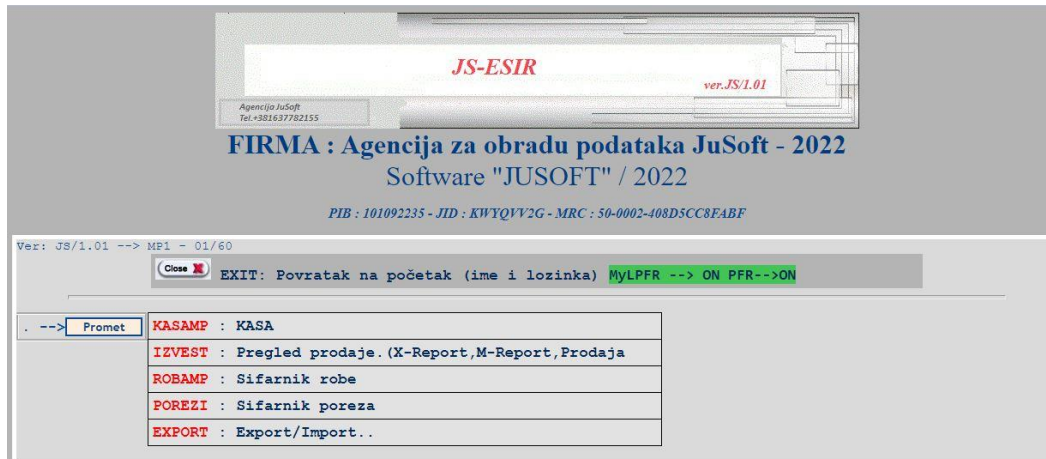 JS-ESIR
ver.JS/1.01
Agencija JuSoft
Tel.+381637782155
FIRMA : Agencija za obradu podataka JuSoft - 2022
Software "JUSOFT" / 2022
PIB : 101092235 - JID : KWYQVV2G - MRC : 50-0002-408D5CC8FABF
Ver: JS/1.01 --> MP1 - 01/60
Close X EXIT: Povratak na početak (ime i lozinka) MyLPFR --> ON PFR-->ON
. --> Promet KASAMP : KASA
IZVEST : Pregled prodaje.(X-Report,M-Report,Prodaja
ROBAMP : Sifarnik robe
POREZI : Sifarnik poreza
EXPORT : Export/Import..